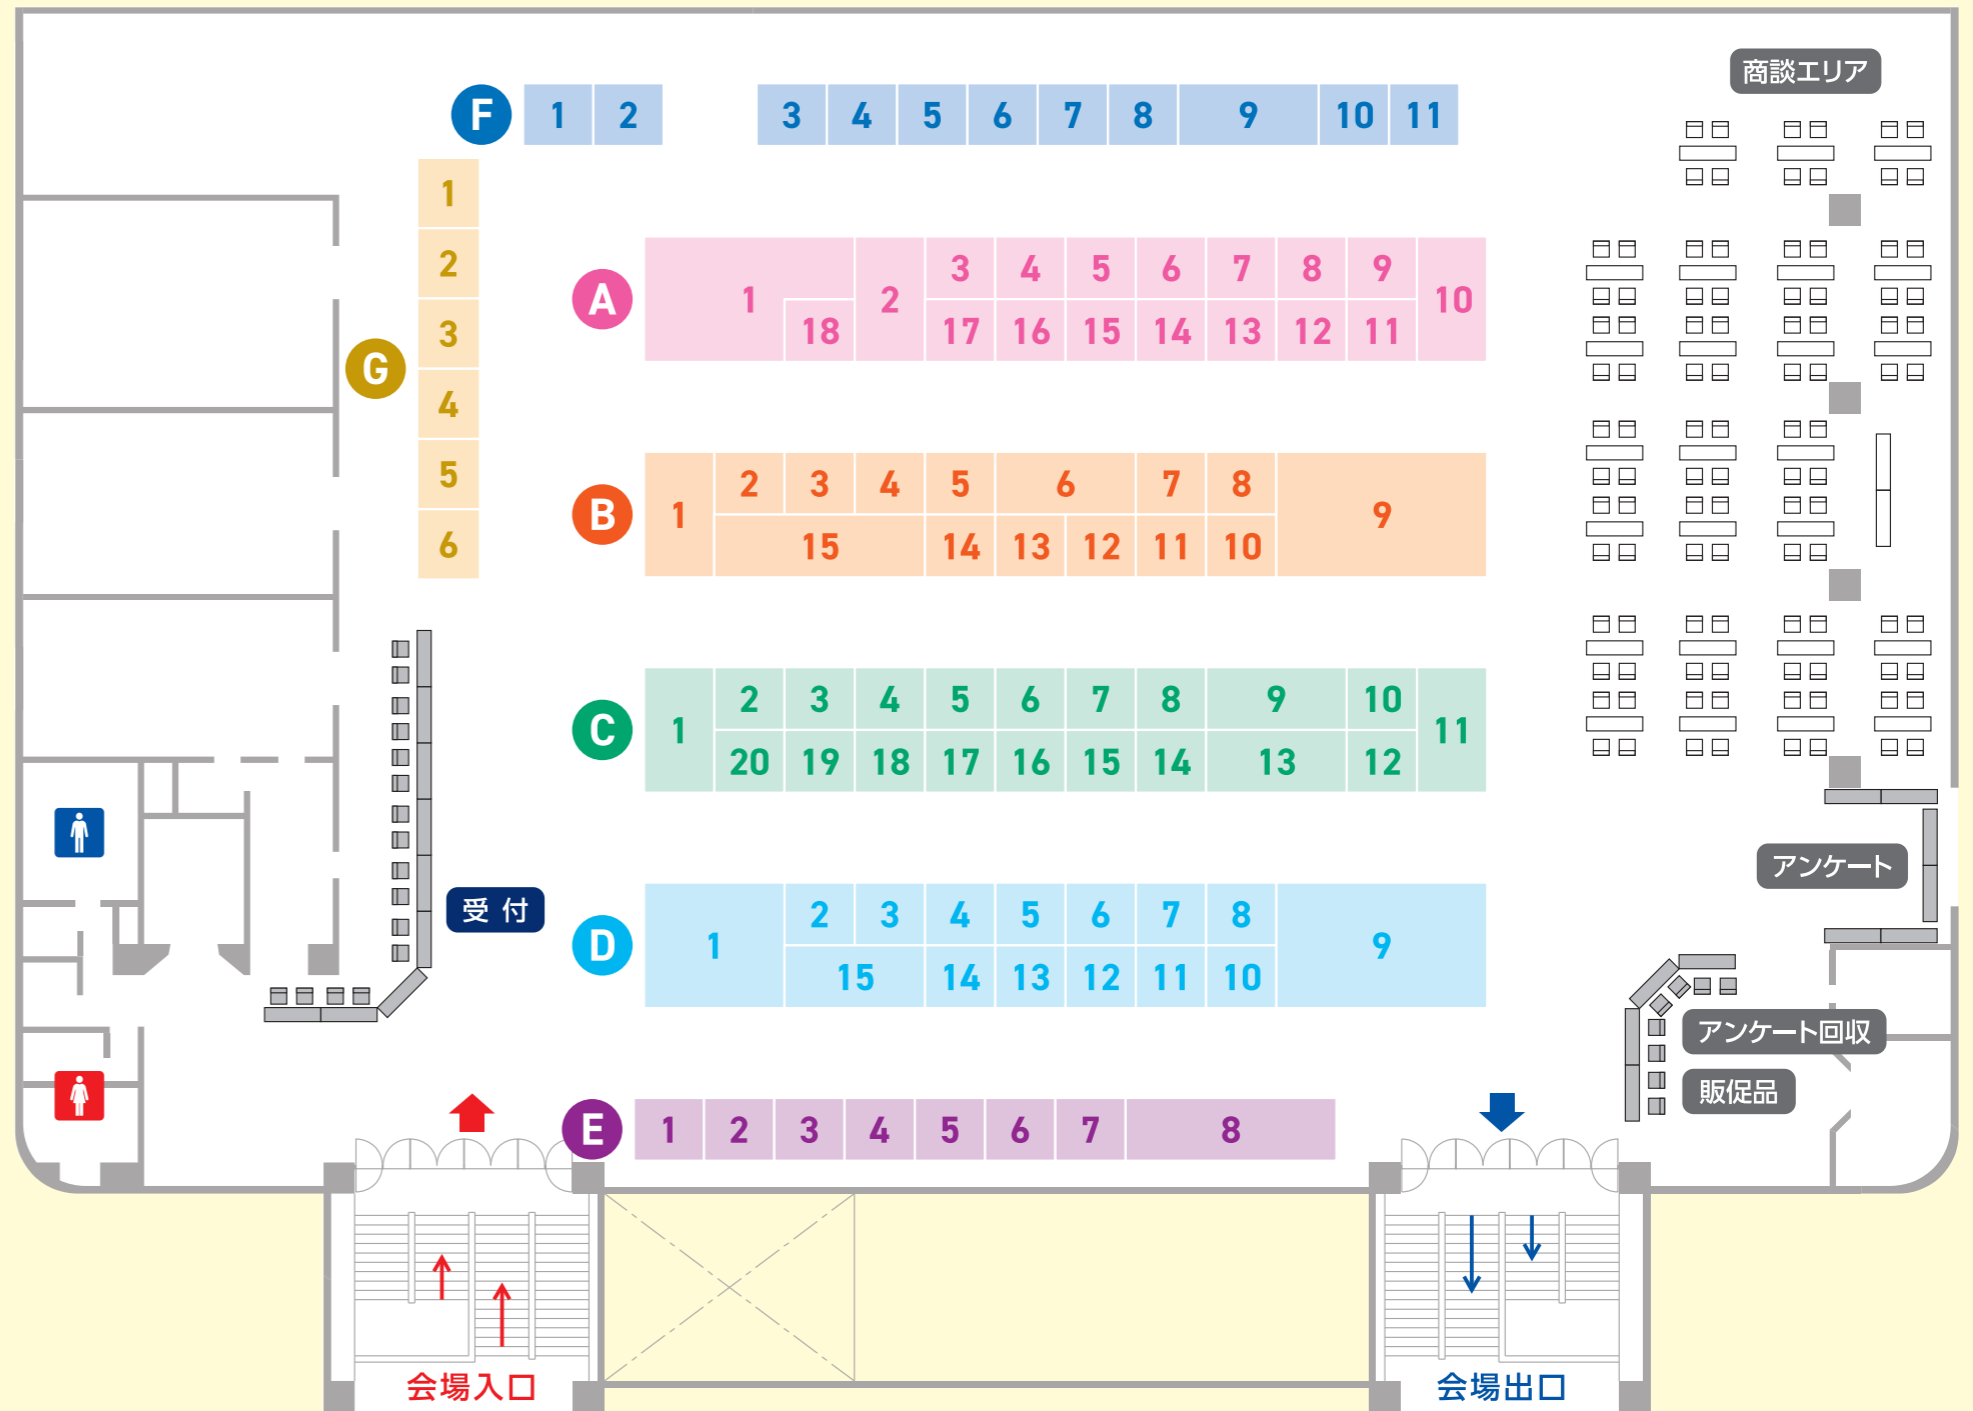 商談エリア
F 1 2 3 4 5 6 7 8 9 10 11
G
1
2
3
4
5
6
A
3 4 5 6 7 8 9
1 2 10
18 17 16 15 14 13 12 11
B
2 3 4 5 6 7 8
1 9
15 14 13 12 11 10
C
2 3 4 5 6 7 8 9 10
1 11
20 19 18 17 16 15 14 13 12
アンケート
受付
D
2 3 4 5 6 7 8
1 9
15 14 13 12 11 10
アンケート回収
販促品
E 1 2 3 4 5 6 7 8
会場入口
会場出口